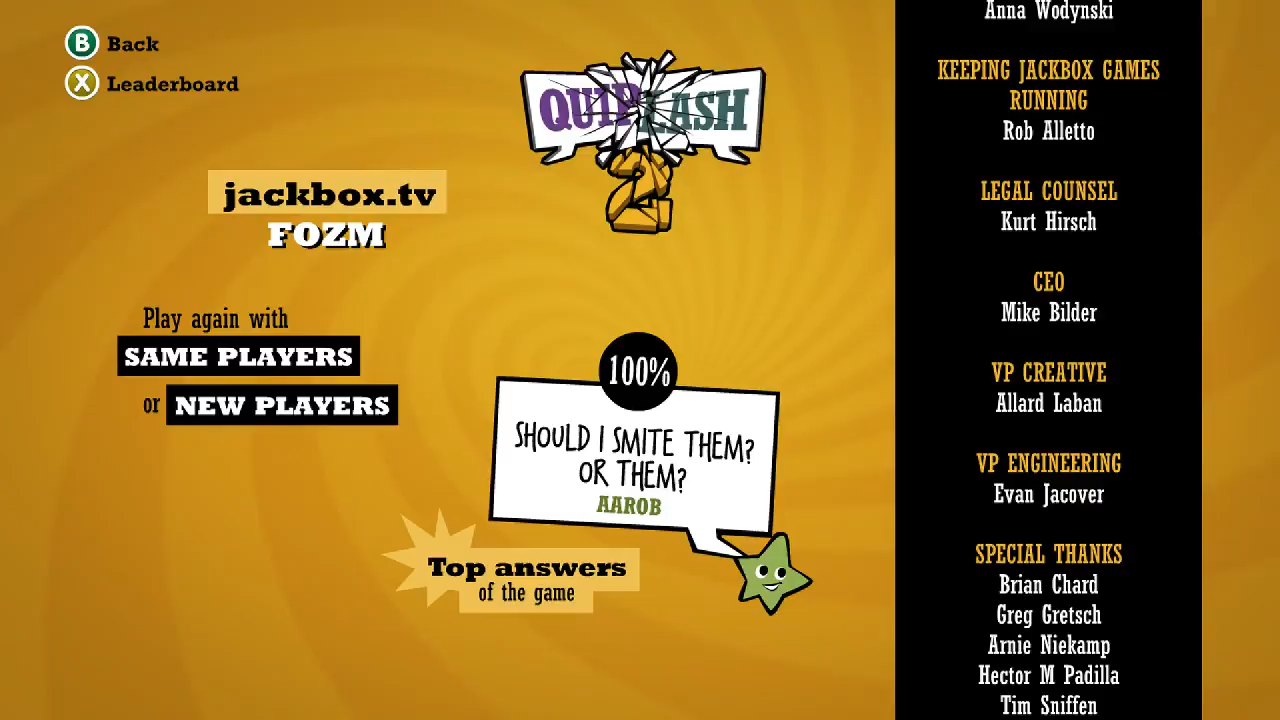 B Back
X Leaderboard
QUIPLASH
2
jackbox.tv
FOZM
Play again with
SAME PLAYERS
or NEW PLAYERS
100%
SHOULD I SMITE THEM?
OR THEM?
AAROB
Top answers
of the game
Anna Wodynski
KEEPING JACKBOX GAMES
RUNNING
Rob Alletto
LEGAL COUNSEL
Kurt Hirsch
CEO
Mike Bilder
VP CREATIVE
Allard Laban
VP ENGINEERING
Evan Jacover
SPECIAL THANKS
Brian Chard
Greg Gretsch
Arnie Niekamp
Hector M Padilla
Tim Sniffen